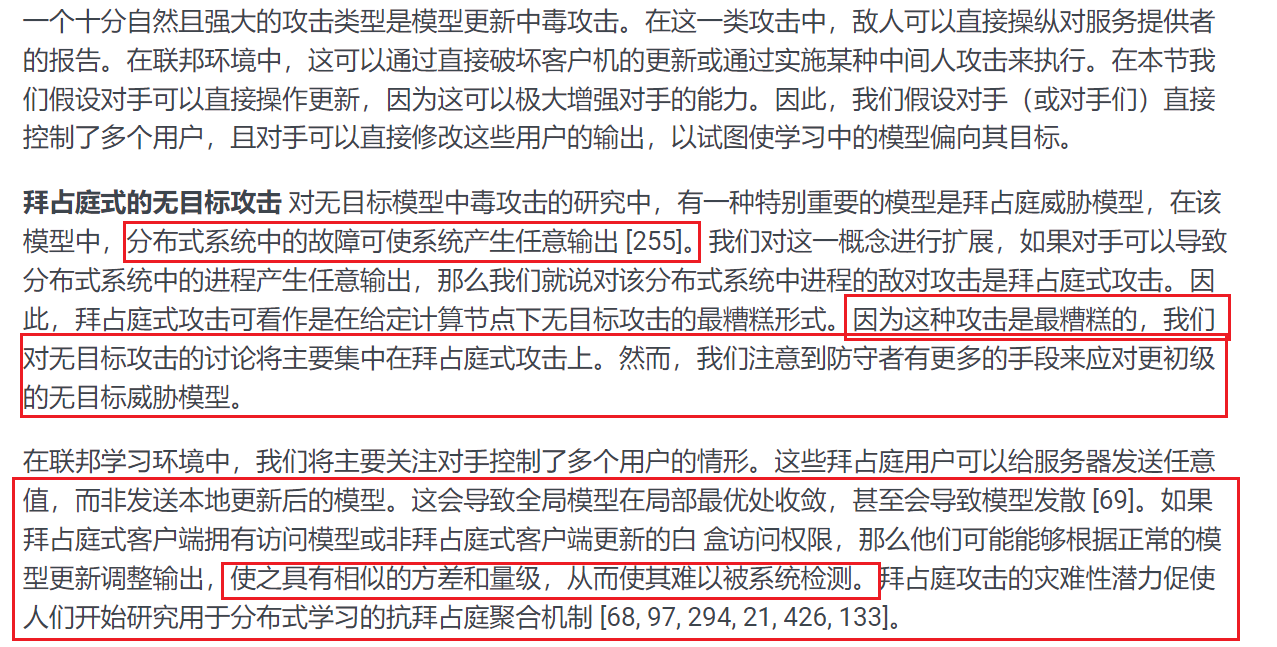 一个十分自然且强大的攻击类型是模型更新中毒攻击。在这一类攻击中，敌人可以直接操纵对服务提供者
的报告。在联邦环境中，这可以通过直接破坏客户机的更新或通过实施某种中间人攻击来执行。在本节我
们假设对手可以直接操作更新，因为这可以极大增强对手的能力。因此，我们假设对手（或对手们）直接
控制了多个用户，且对手可以直接修改这些用户的输出，以试图使学习中的模型偏向其目标。
拜占庭式的无目标攻击 对无目标模型中毒攻击的研究中，有一种特别重要的模型是拜占庭威胁模型，在该
模型中，分布式系统中的故障可使系统产生任意输出 [255]。我们对这一概念进行扩展，如果对手可以导致
分布式系统中的进程产生任意输出，那么我们就说对该分布式系统中进程的敌对攻击是拜占庭式攻击。因
此，拜占庭式攻击可看作是在给定计算节点下无目标攻击的最糟糕形式。因为这种攻击是最糟糕的，我们
对无目标攻击的讨论将主要集中在拜占庭式攻击上。然而，我们注意到防守者有更多的手段来应对更初级
的无目标威胁模型。
在联邦学习环境中，我们将主要关注对手控制了多个用户的情形。这些拜占庭用户可以给服务器发送任意
值，而非发送本地更新后的模型。这会导致全局模型在局部最优处收敛，甚至会导致模型发散 [69]。如果
拜占庭式客户端拥有访问模型或非拜占庭式客户端更新的白 盒访问权限，那么他们可能能够根据正常的模
型更新调整输出，使之具有相似的方差和量级，从而使其难以被系统检测。拜占庭攻击的灾难性潜力促使
人们开始研究用于分布式学习的抗拜占庭聚合机制 [68, 97, 294, 21, 426, 133]。